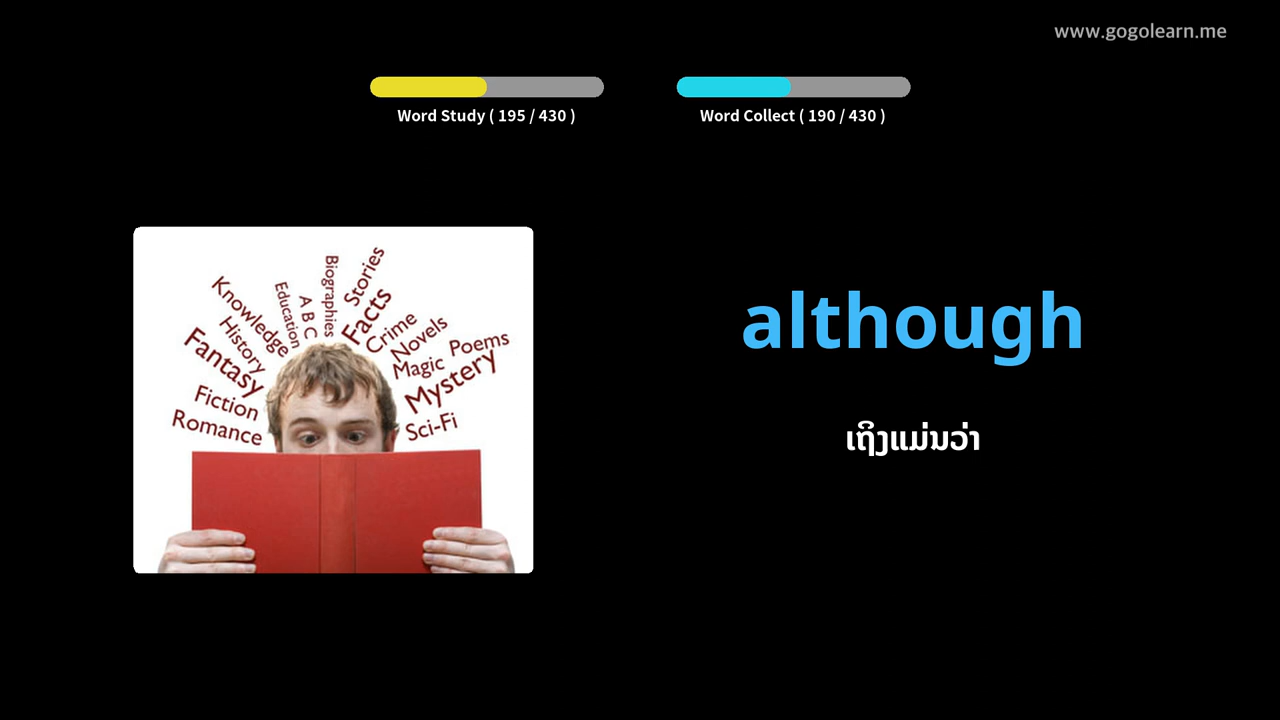 www.gogolearn.me
Word Study ( 195 / 430 )
Word Collect ( 190 / 430 )
although
ເຖິງແມ່ນວ່າ
Stories
Biographies
Facts
A B C
Education
Knowledge
Crime
Novels
History
Poems
Magic
Fantasy
Mystery
Fiction
Sci-Fi
Romance